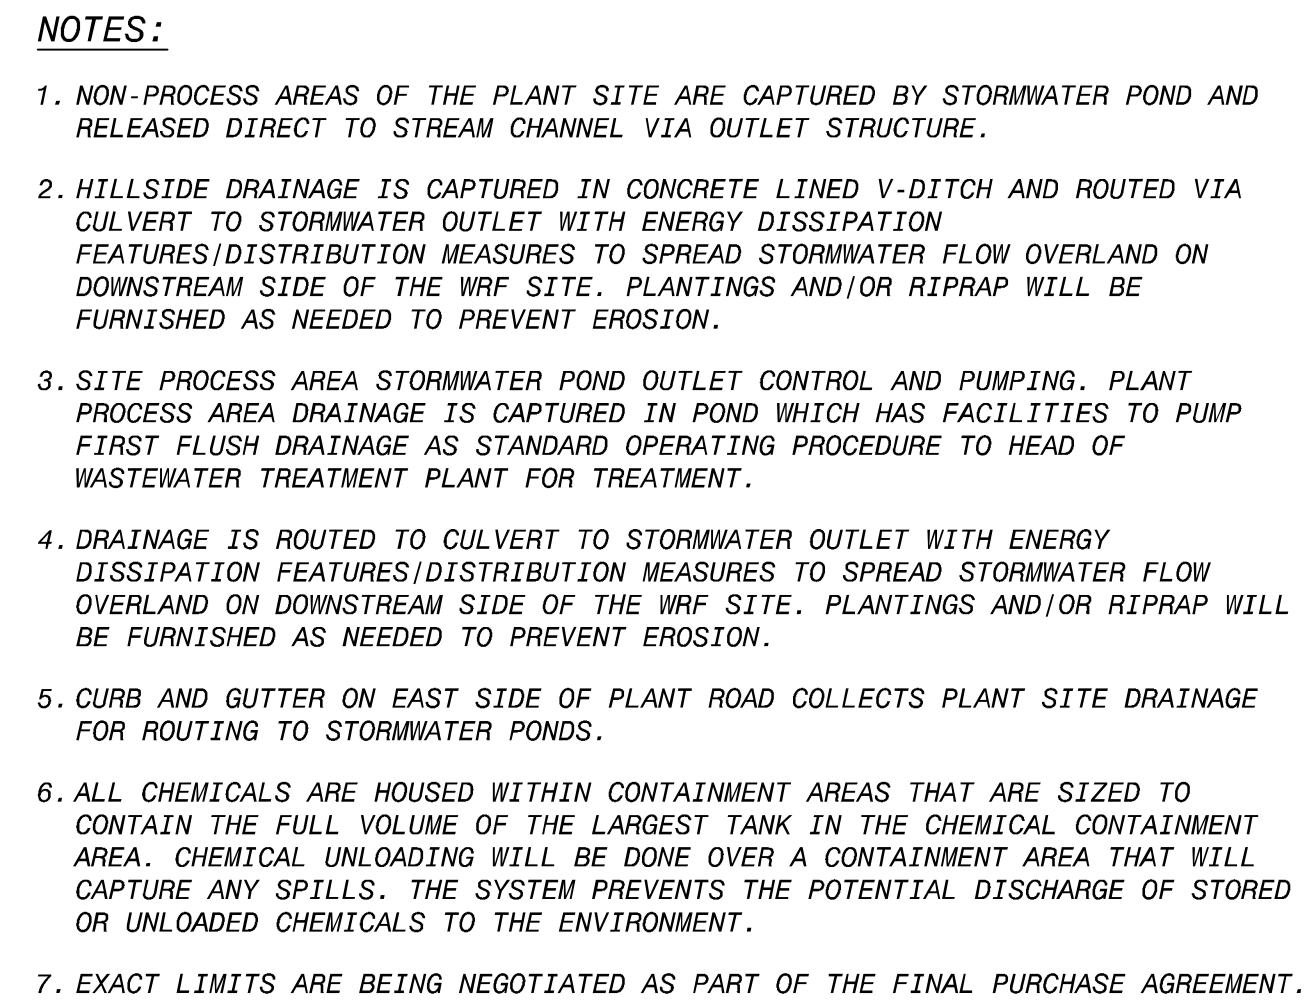 NOTES:
1. NON-PROCESS AREAS OF THE PLANT SITE ARE CAPTURED BY STORMWATER POND AND
RELEASED DIRECT TO STREAM CHANNEL VIA OUTLET STRUCTURE.
2. HILLSIDE DRAINAGE IS CAPTURED IN CONCRETE LINED V-DITCH AND ROUTED VIA
CULVERT TO STORMWATER OUTLET WITH ENERGY DISSIPATION
FEATURES/DISTRIBUTION MEASURES TO SPREAD STORMWATER FLOW OVERLAND ON
DOWNSTREAM SIDE OF THE WRF SITE. PLANTINGS AND/OR RIPRAP WILL BE
FURNISHED AS NEEDED TO PREVENT EROSION.
3. SITE PROCESS AREA STORMWATER POND OUTLET CONTROL AND PUMPING. PLANT
PROCESS AREA DRAINAGE IS CAPTURED IN POND WHICH HAS FACILITIES TO PUMP
FIRST FLUSH DRAINAGE AS STANDARD OPERATING PROCEDURE TO HEAD OF
WASTEWATER TREATMENT PLANT FOR TREATMENT.
4. DRAINAGE IS ROUTED TO CULVERT TO STORMWATER OUTLET WITH ENERGY
DISSIPATION FEATURES/DISTRIBUTION MEASURES TO SPREAD STORMWATER FLOW
OVERLAND ON DOWNSTREAM SIDE OF THE WRF SITE. PLANTINGS AND/OR RIPRAP WILL
BE FURNISHED AS NEEDED TO PREVENT EROSION.
5. CURB AND GUTTER ON EAST SIDE OF PLANT ROAD COLLECTS PLANT SITE DRAINAGE
FOR ROUTING TO STORMWATER PONDS.
6. ALL CHEMICALS ARE HOUSED WITHIN CONTAINMENT AREAS THAT ARE SIZED TO
CONTAIN THE FULL VOLUME OF THE LARGEST TANK IN THE CHEMICAL CONTAINMENT
AREA. CHEMICAL UNLOADING WILL BE DONE OVER A CONTAINMENT AREA THAT WILL
CAPTURE ANY SPILLS. THE SYSTEM PREVENTS THE POTENTIAL DISCHARGE OF STORED
OR UNLOADED CHEMICALS TO THE ENVIRONMENT.
7. EXACT LIMITS ARE BEING NEGOTIATED AS PART OF THE FINAL PURCHASE AGREEMENT.